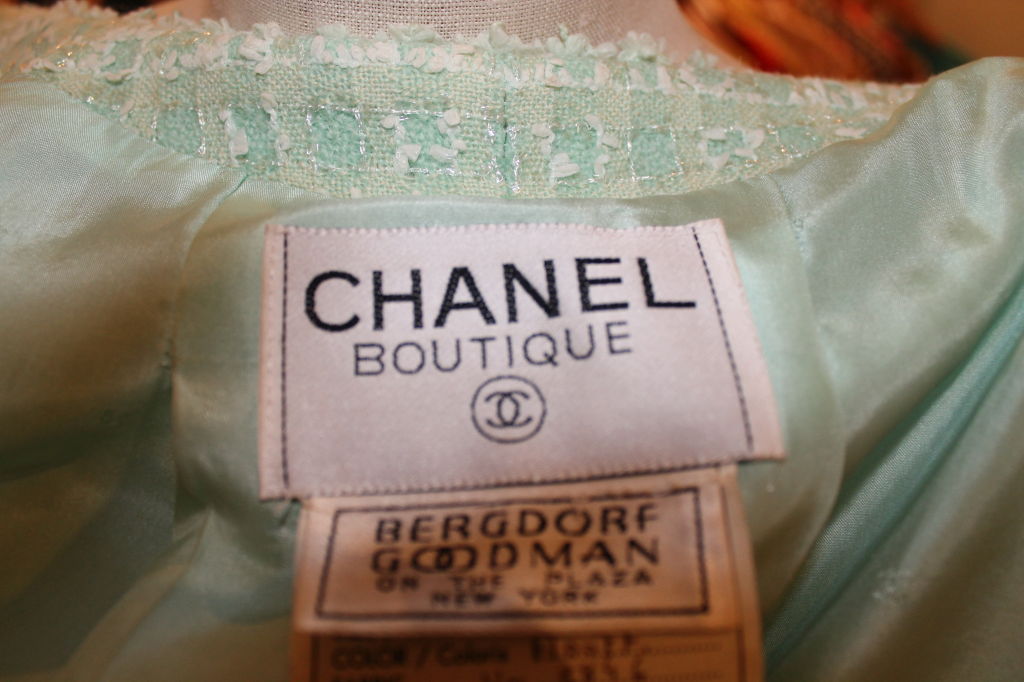 CHANEL
BOUTIQUE
BERGDORF
GOODMAN
ON THE PLAZA
NEW YORK
COLOR / Coloris